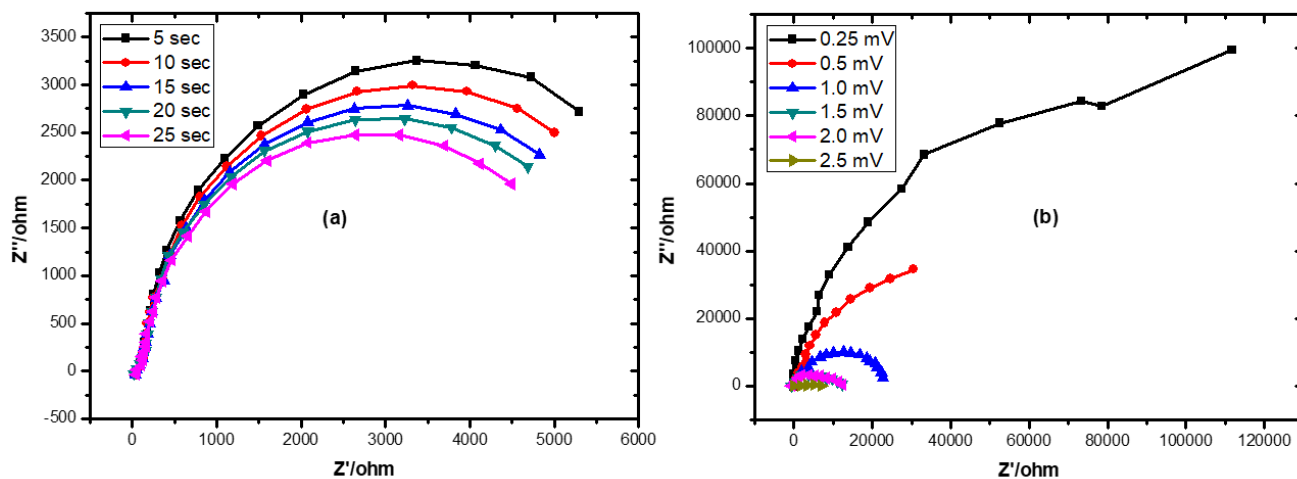 3500
3000
2500
2000
1500
1000
500
0
-500
Z''/ohm
5 sec
10 sec
15 sec
20 sec
25 sec
(a)
0
1000
2000
3000
4000
5000
6000
Z'/ohm
100000
80000
60000
40000
20000
0
Z''/ohm
0.25 mV
0.5 mV
1.0 mV
1.5 mV
2.0 mV
2.5 mV
(b)
0
20000
40000
60000
80000
100000
120000
Z'/ohm